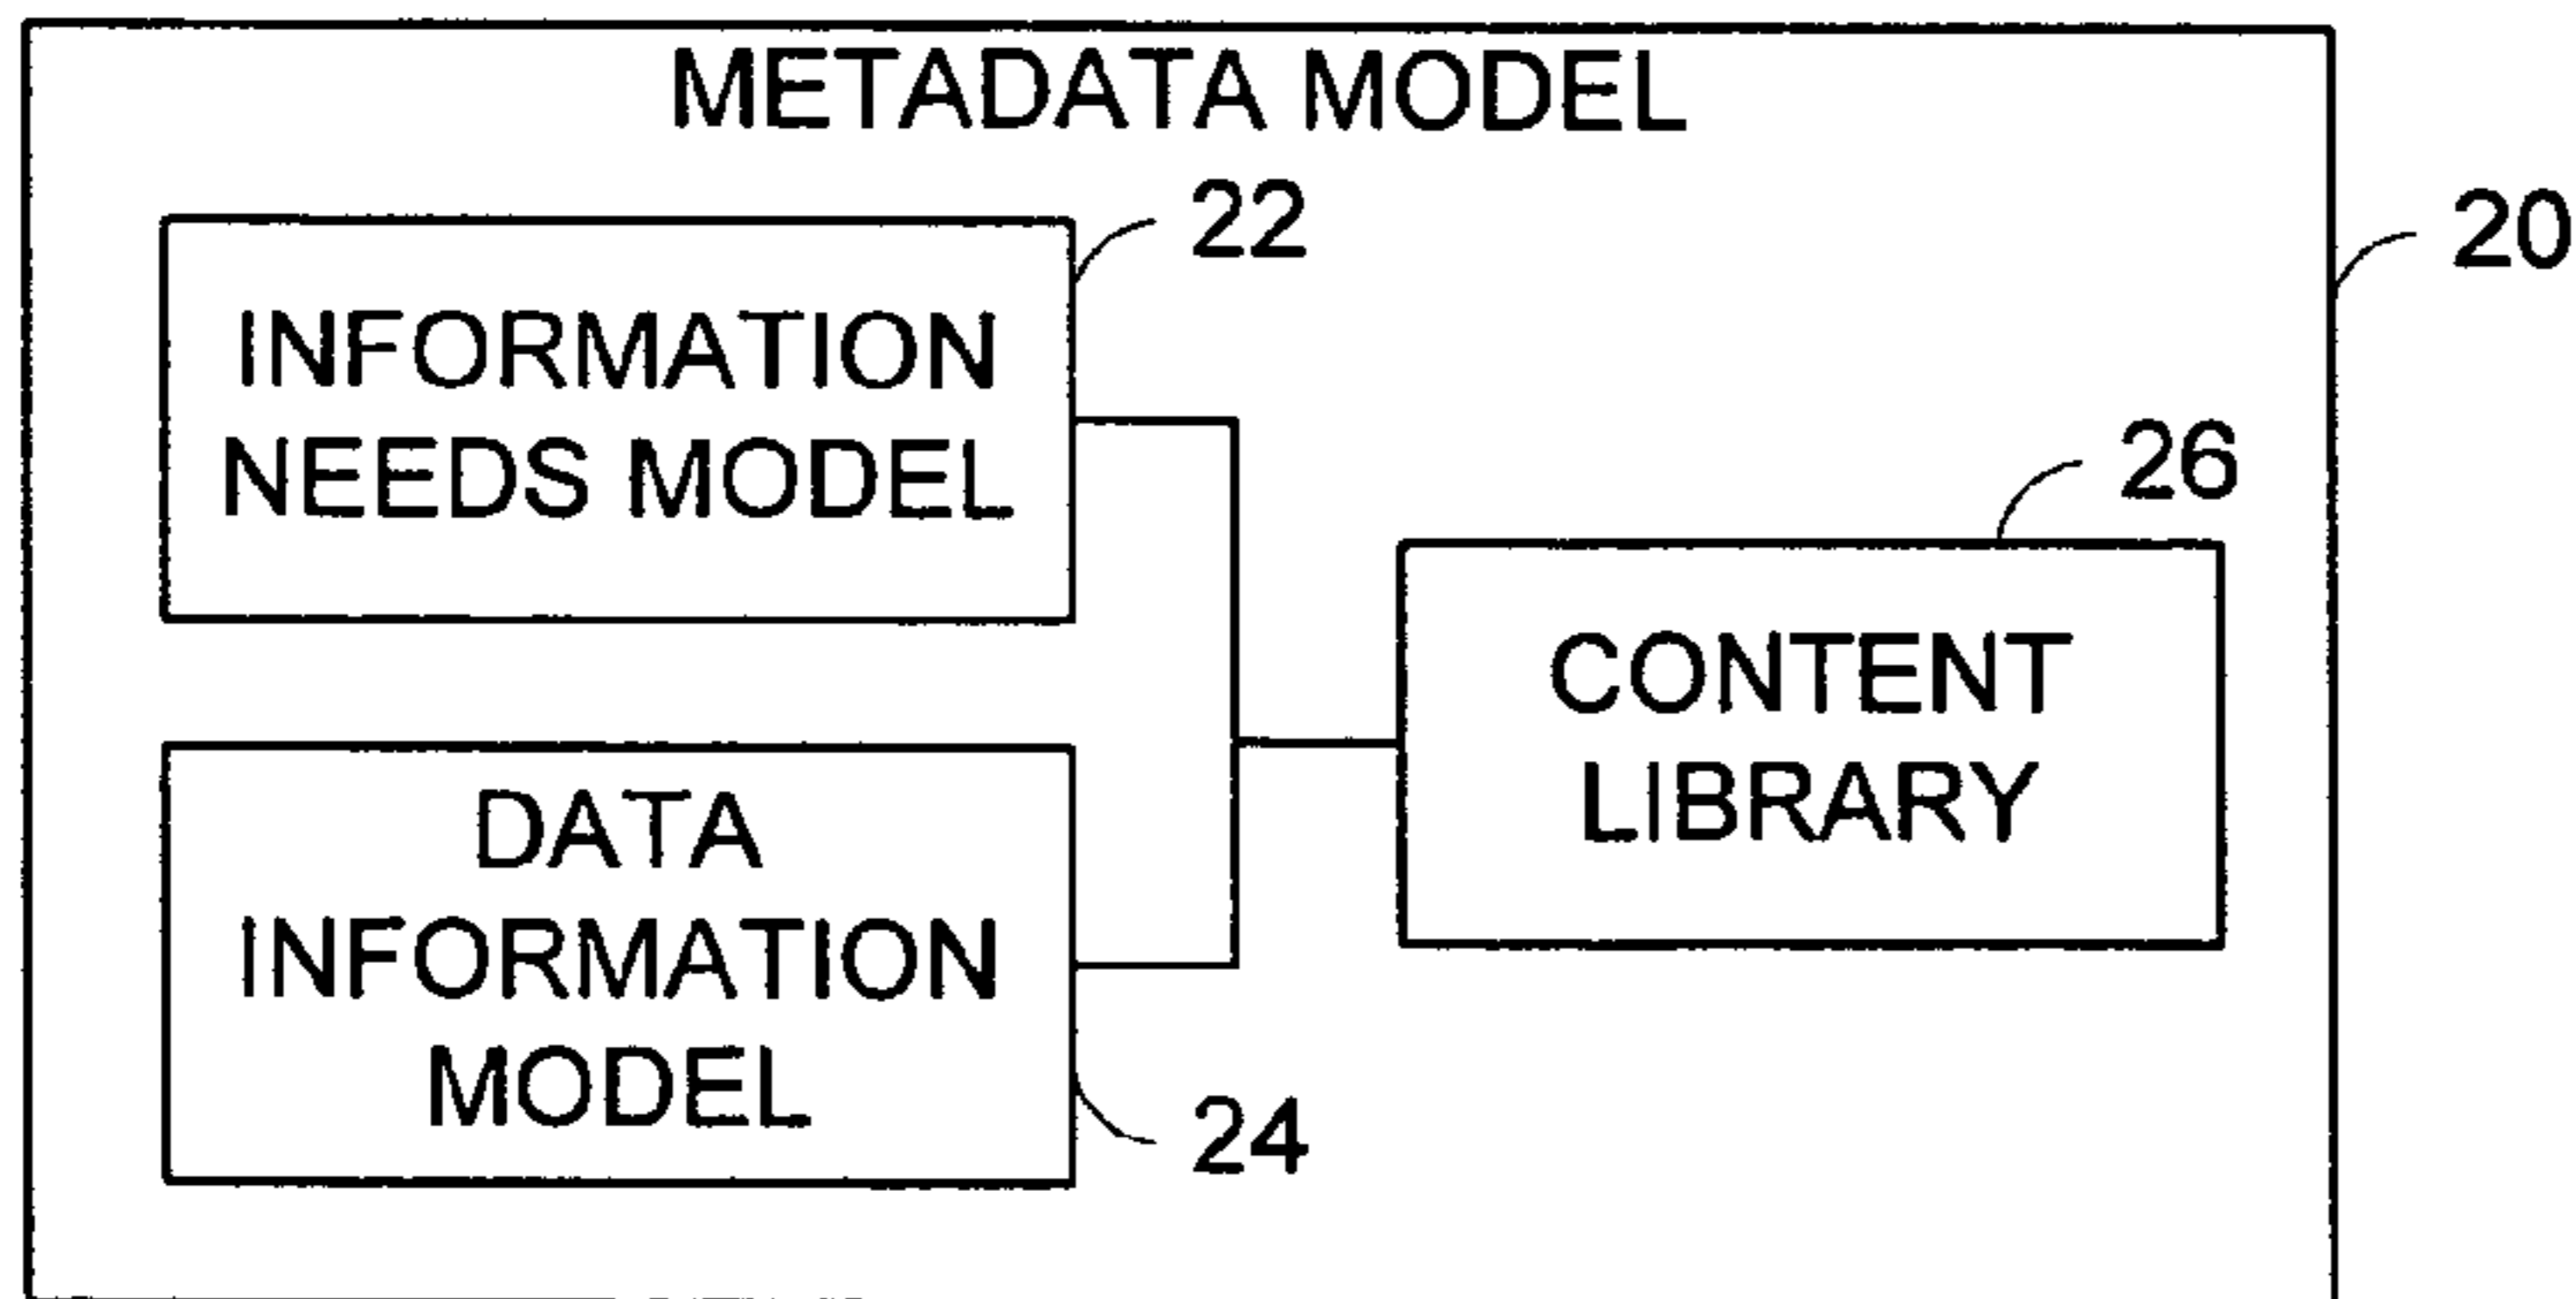 METADATA MODEL
22
20
INFORMATION
NEEDS MODEL
26
CONTENT
LIBRARY
DATA
INFORMATION
MODEL
24